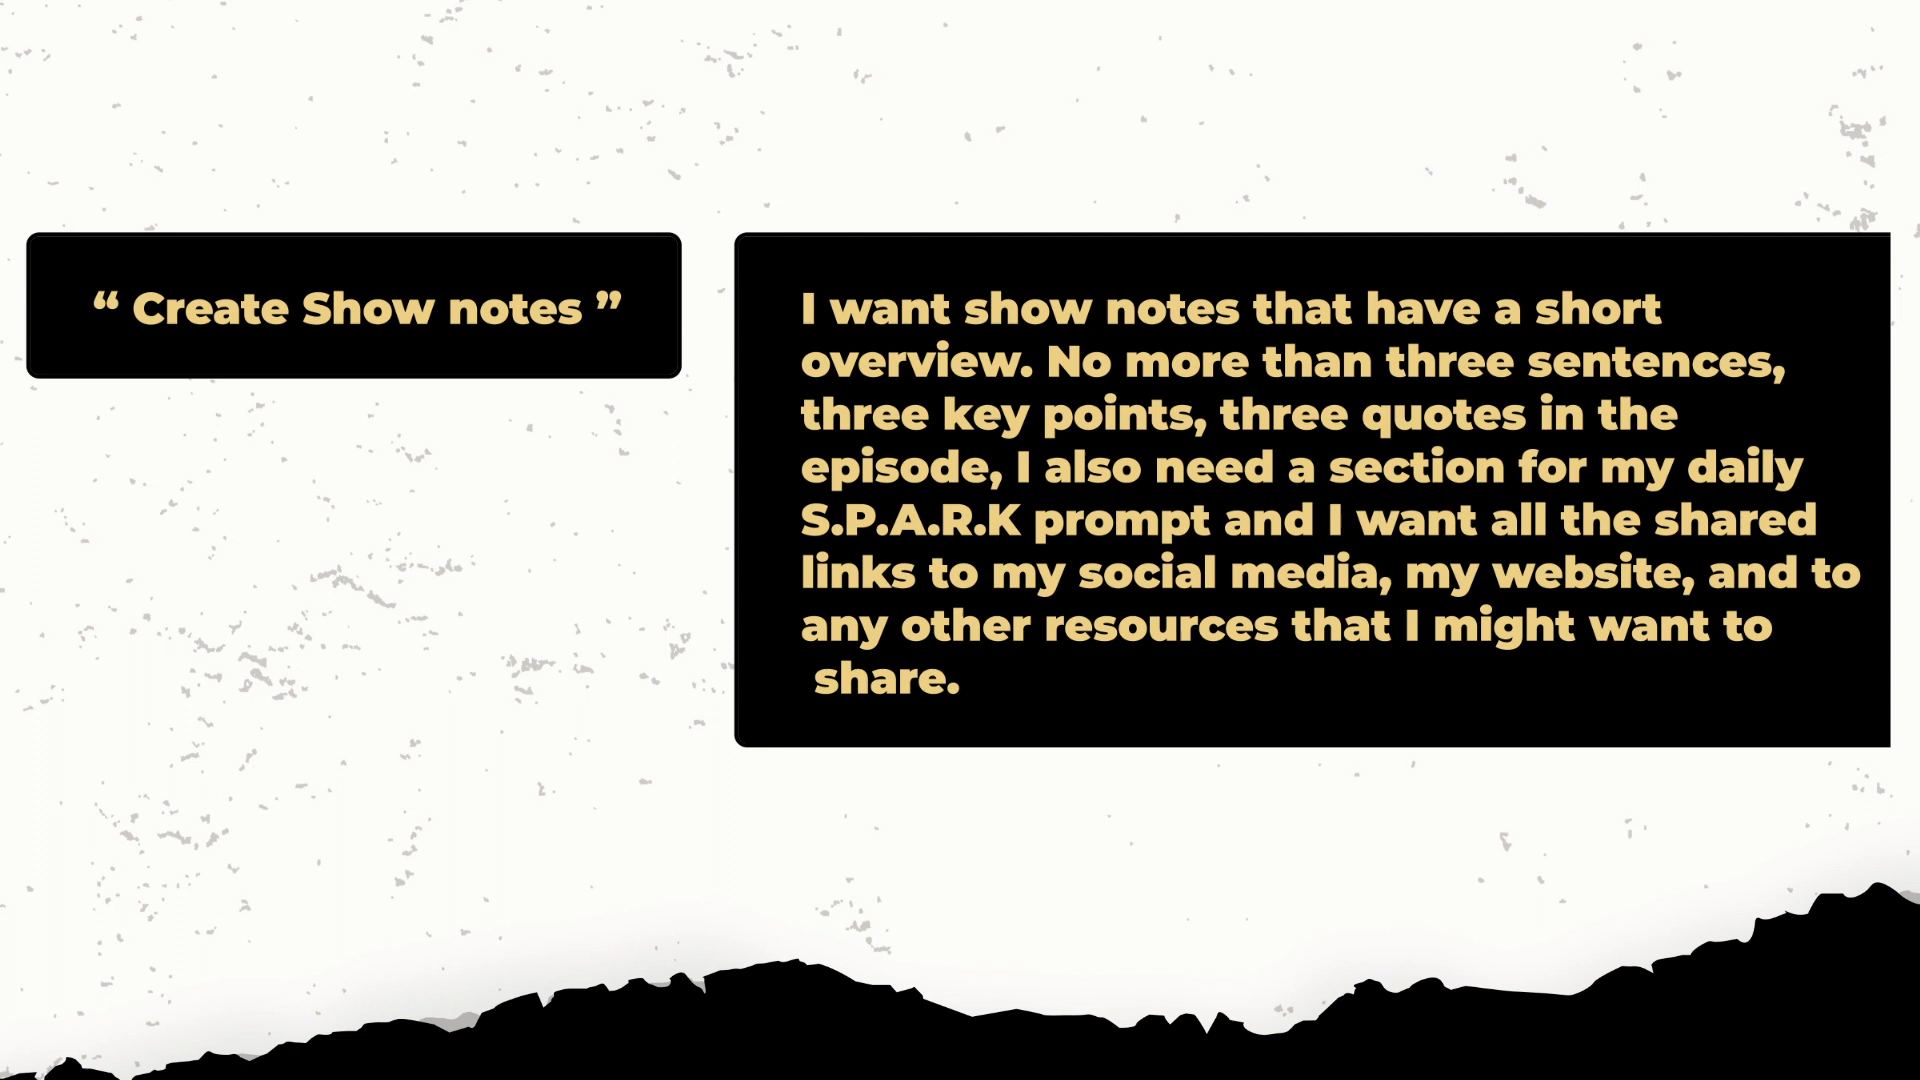 “ Create Show notes ”
I want show notes that have a short
overview. No more than three sentences,
three key points, three quotes in the
episode, I also need a section for my daily
S.P.A.R.K prompt and I want all the shared
links to my social media, my website, and to
any other resources that I might want to
share.